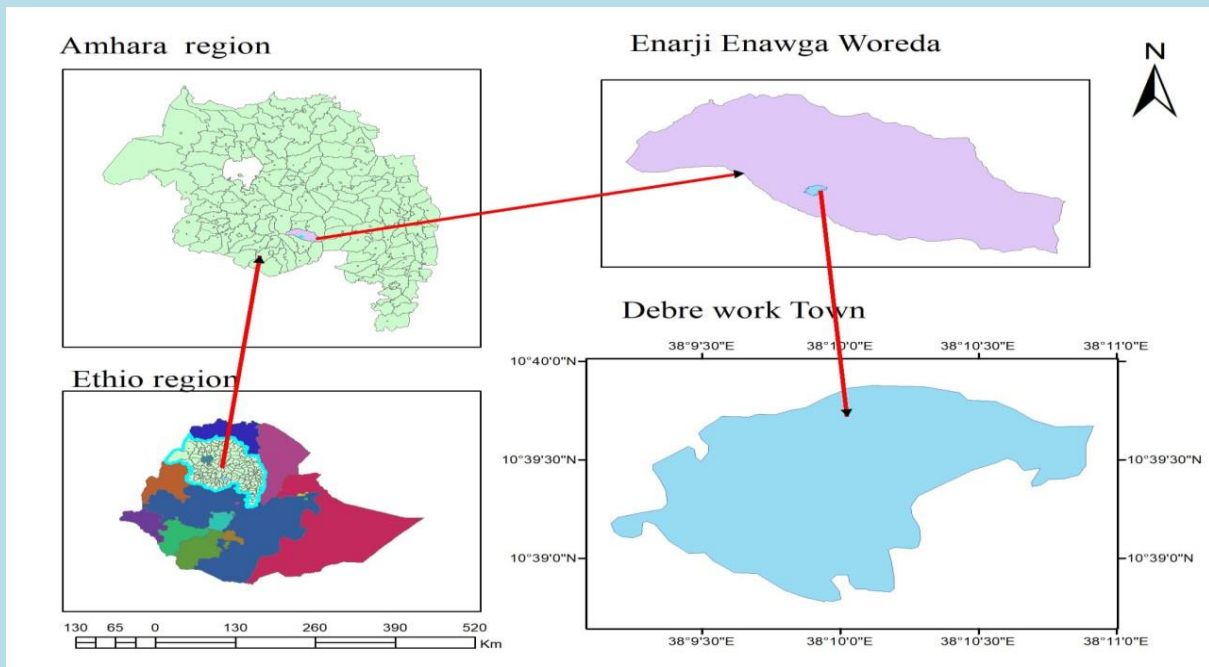 Amhara region
Enarji Enawga Woreda
N
Debre work Town
38°9'30"E 38°10'0"E 38°10'30"E 38°11'0"E
10°40'0"N 10°40'0"N
Ethio region
10°39'30"N 10°39'30"N
10°39'0"N 10°39'0"N
130 65 0 130 260 390 520
Km
38°9'30"E 38°10'0"E 38°10'30"E 38°11'0"E